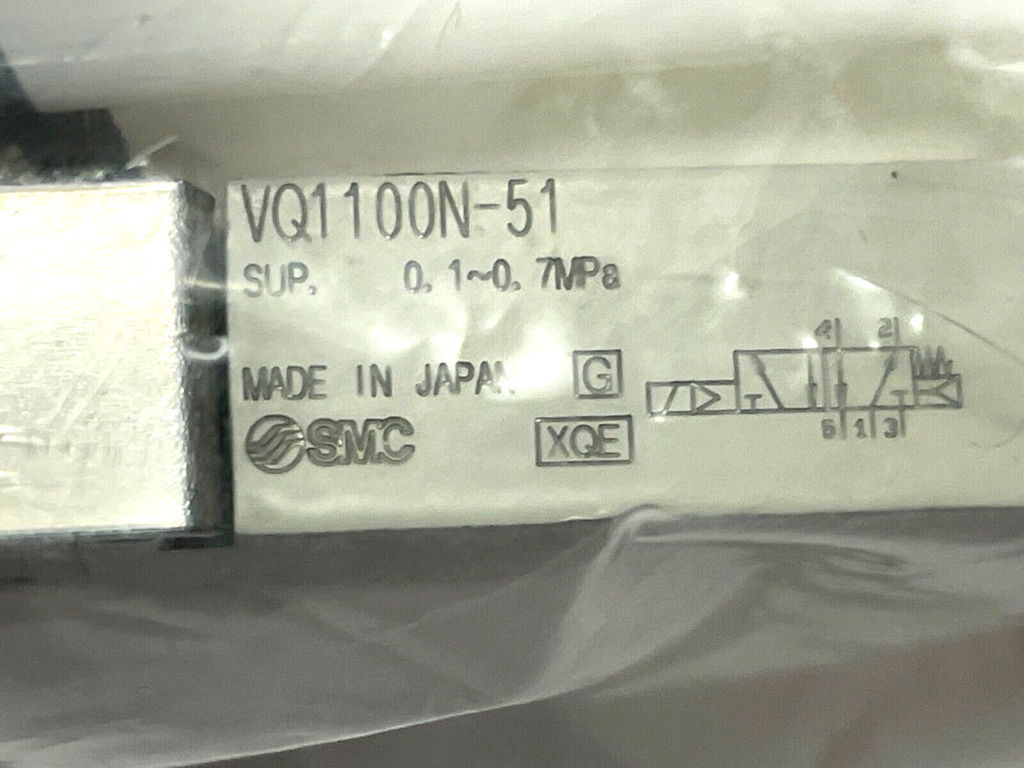 VQ1100N-51
SUP. 0.1~0.7MPa
MADE IN JAPAN G
SMC XQE
4 2
5 1 3